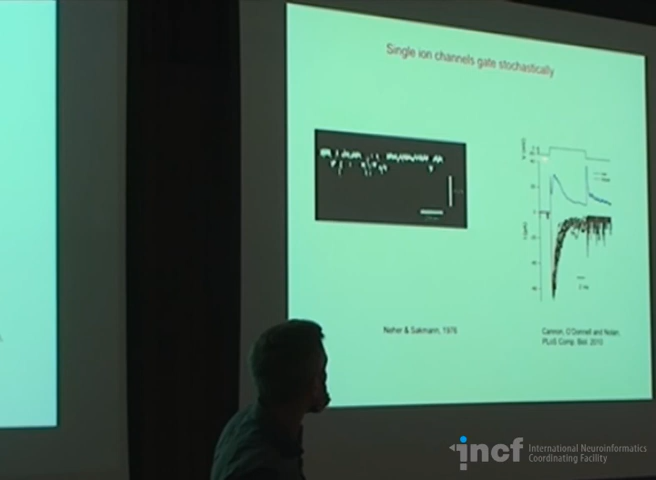 Single ion channels gate stochastically
Neher & Sakmann, 1976
Cannon, O'Donnell and Nolan,
PLoS Comp. Biol. 2010
incf International Neuroinformatics
Coordinating Facility